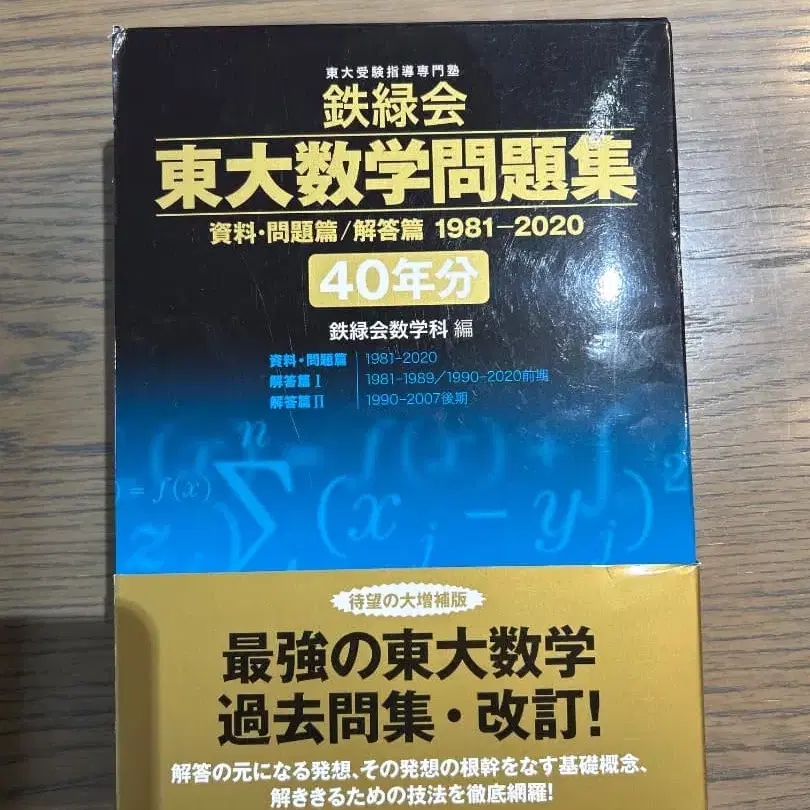 東大受験指導専門塾
鉄緑会
東大数学問題集
資料・問題篇/解答篇 1981-2020
40年分
鉄緑会数学科 編
資料・問題篇 1981-2020
解答篇Ⅰ 1981-1989/1990-2020前期
解答篇Ⅱ 1990-2007後期
待望の大増補版
最強の東大数学
過去問集・改訂!
解答の元になる発想、その発想の根幹をなす基礎概念、
解ききるための技法を徹底網羅!